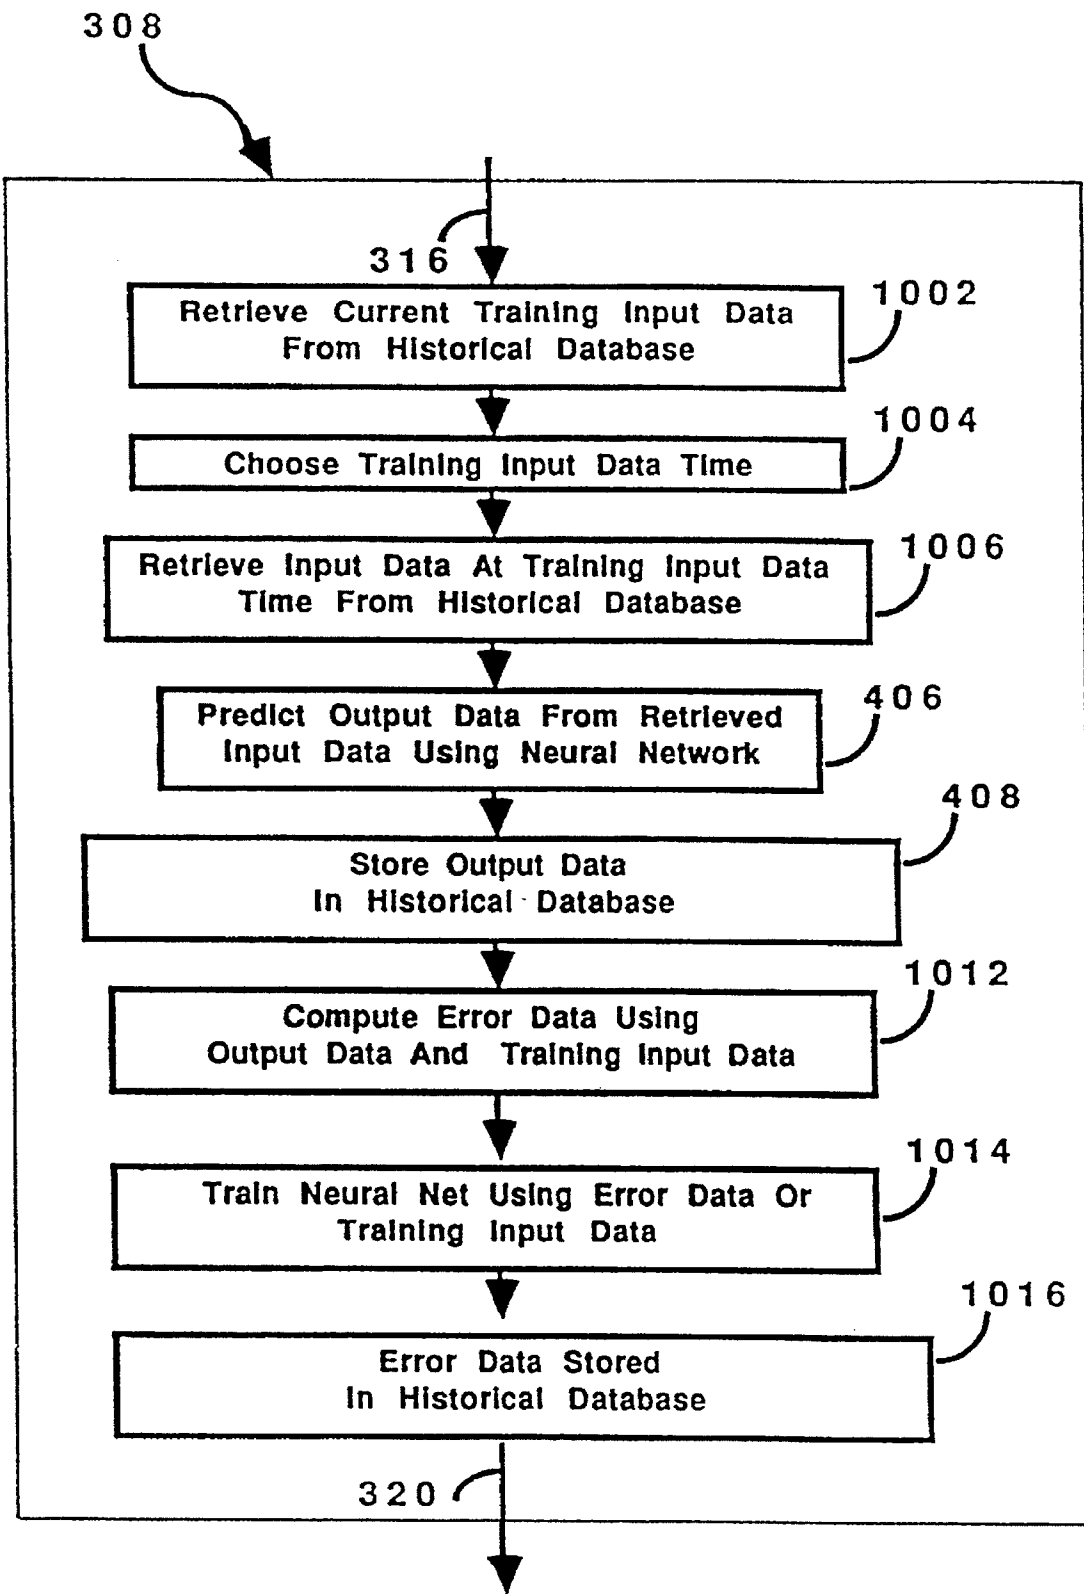 308
316
Retrieve Current Training Input Data
From Historical Database
1002
Choose Training Input Data Time
1004
Retrieve Input Data At Training Input Data
Time From Historical Database
1006
Predict Output Data From Retrieved
Input Data Using Neural Network
406
Store Output Data
In Historical Database
408
Compute Error Data Using
Output Data And Training Input Data
1012
Train Neural Net Using Error Data Or
Training Input Data
1014
Error Data Stored
In Historical Database
1016
320